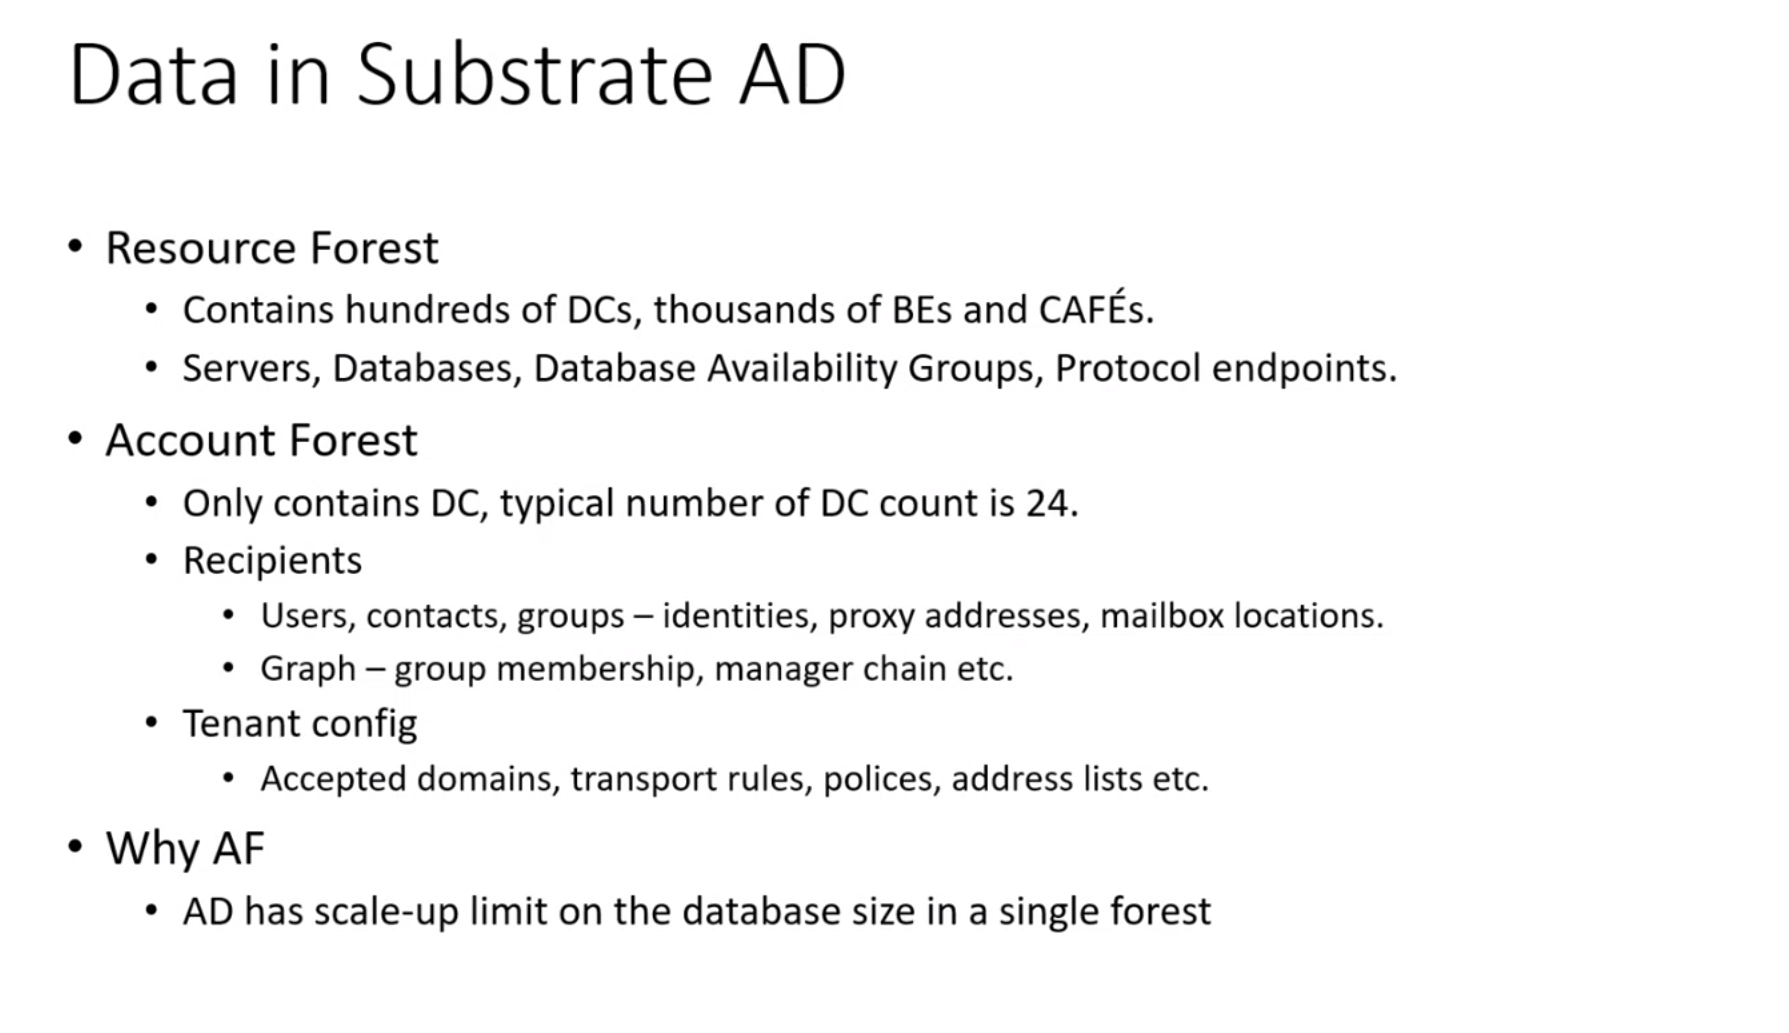 Data in Substrate AD
• Resource Forest
• Contains hundreds of DCs, thousands of BEs and CAFÉs.
• Servers, Databases, Database Availability Groups, Protocol endpoints.
• Account Forest
• Only contains DC, typical number of DC count is 24.
• Recipients
• Users, contacts, groups – identities, proxy addresses, mailbox locations.
• Graph – group membership, manager chain etc.
• Tenant config
• Accepted domains, transport rules, polices, address lists etc.
• Why AF
• AD has scale-up limit on the database size in a single forest